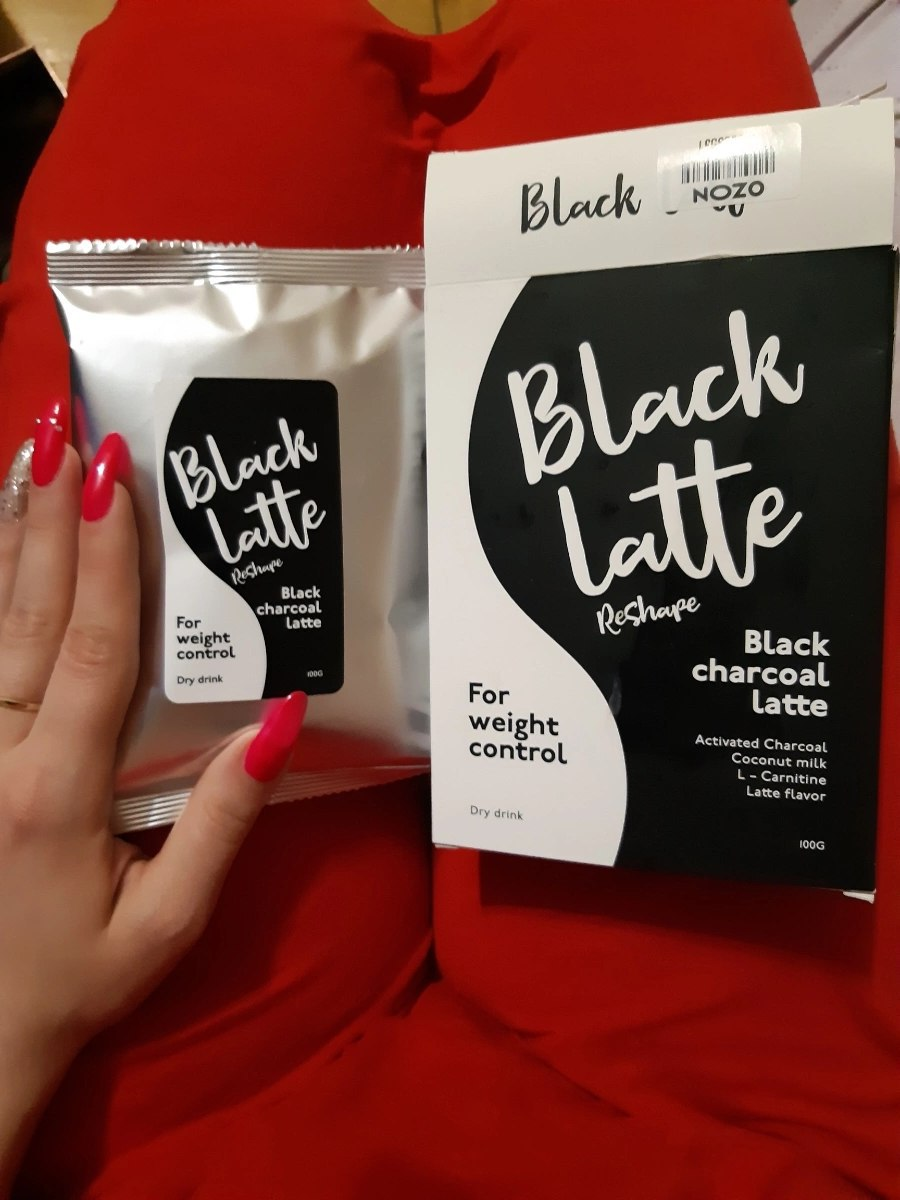 Black
OZON
Black
latte
ReShape
Black
charcoal
latte
For
weight
control
Activated Charcoal
Coconut milk
L - Carnitine
Latte flavor
Dry drink
100G
Black
latte
ReShape
Black
charcoal
latte
For
weight
control
Dry drink
100G